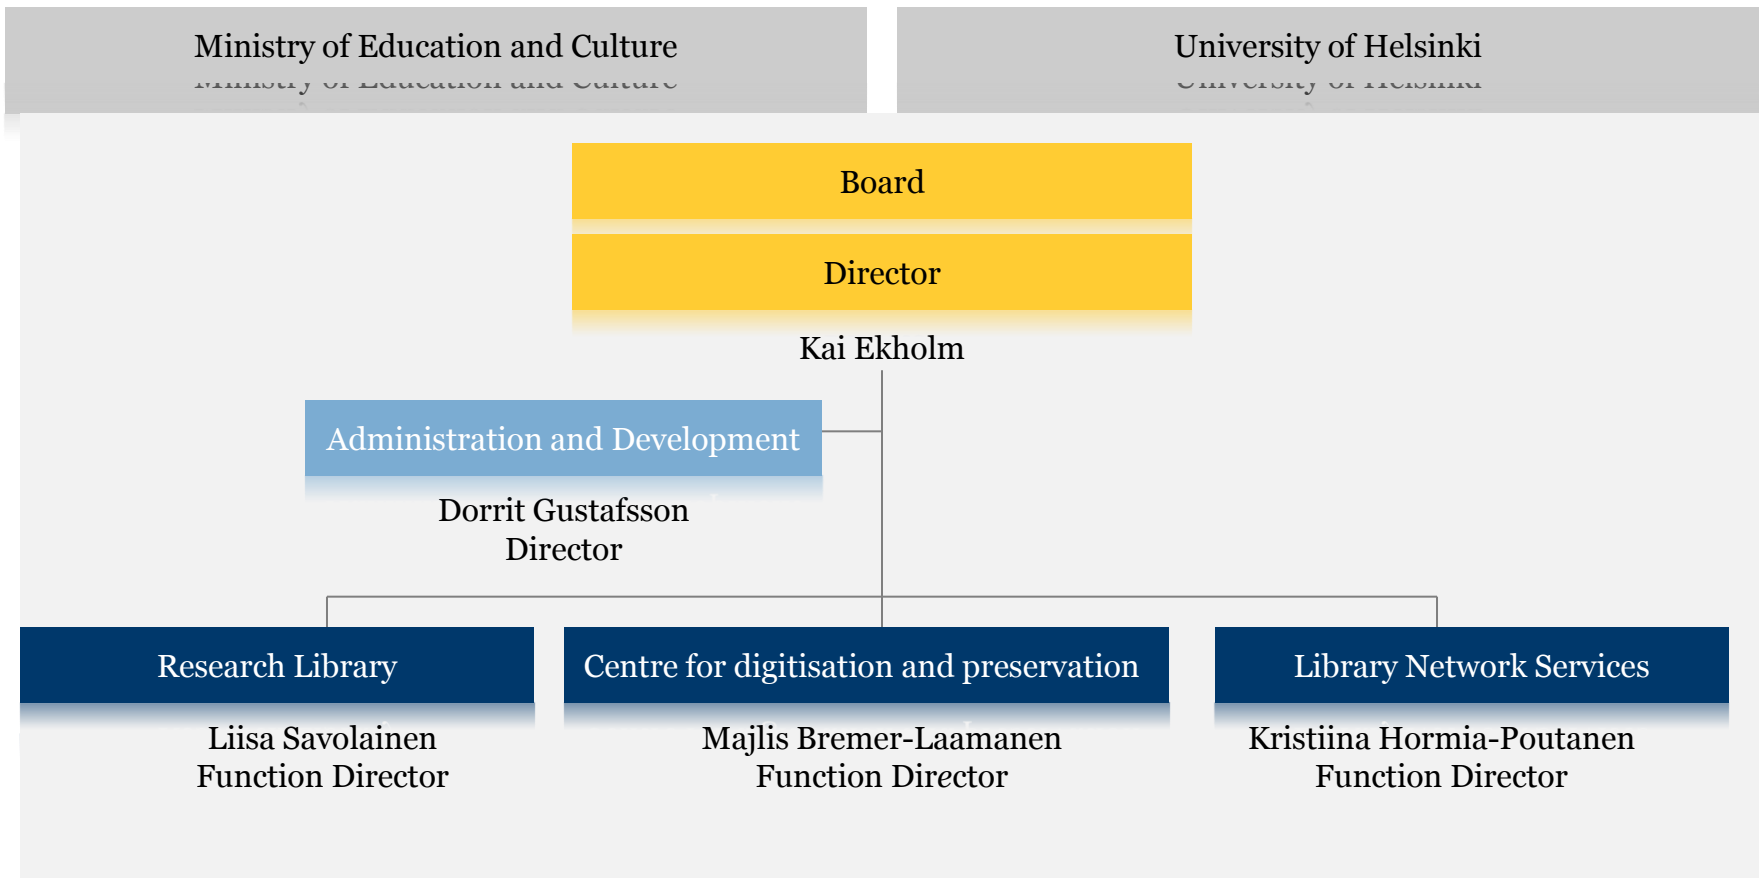 Ministry of Education and Culture
University of Helsinki
Board
Director
Kai Ekholm
Administration and Development
Dorrit Gustafsson
Director
Research Library
Liisa Savolainen
Function Director
Centre for digitisation and preservation
Majlis Bremer-Laamanen
Function Director
Library Network Services
Kristiina Hormia-Poutanen
Function Director